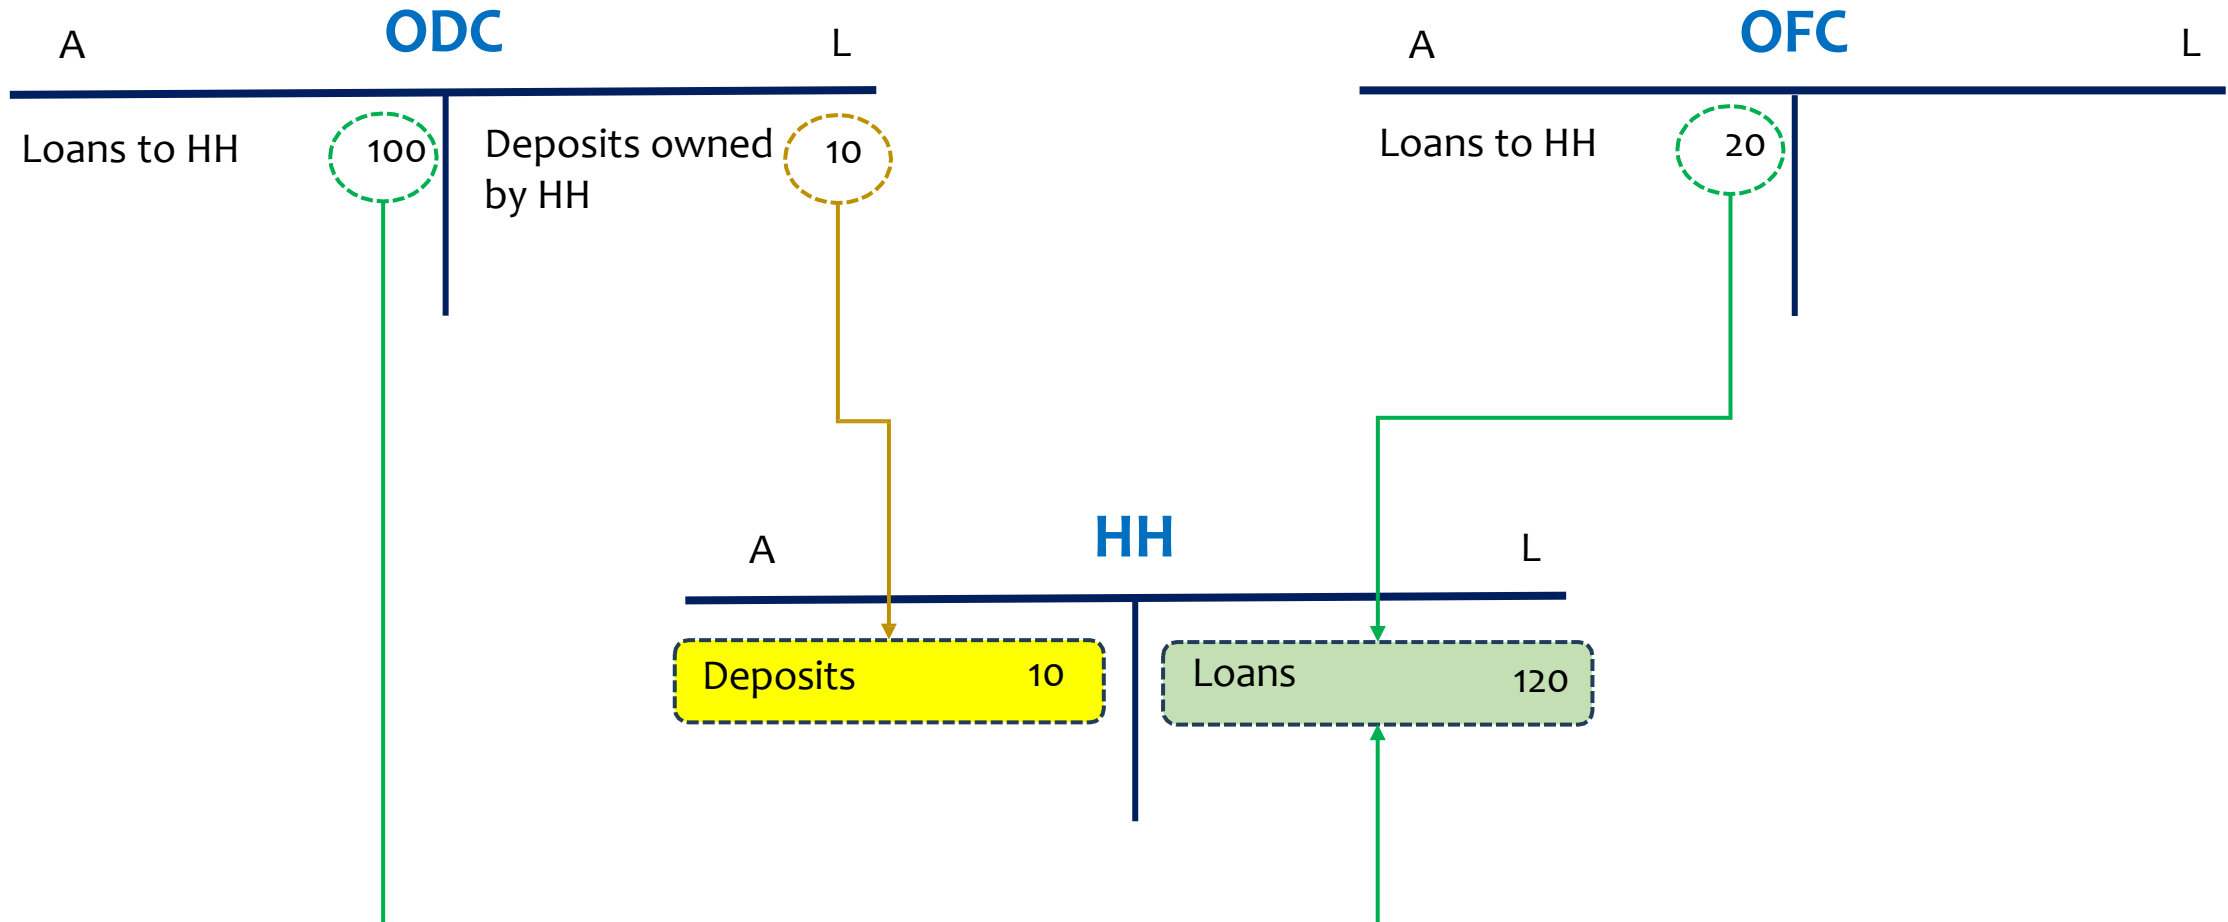 A ODC L
Loans to HH 100 Deposits owned 10
by HH
A OFC L
Loans to HH 20
A HH L
Deposits 10 Loans 120